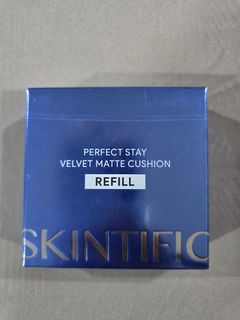 PERFECT STAY
VELVET MATTE CUSHION
REFILL
SKINTIFIC